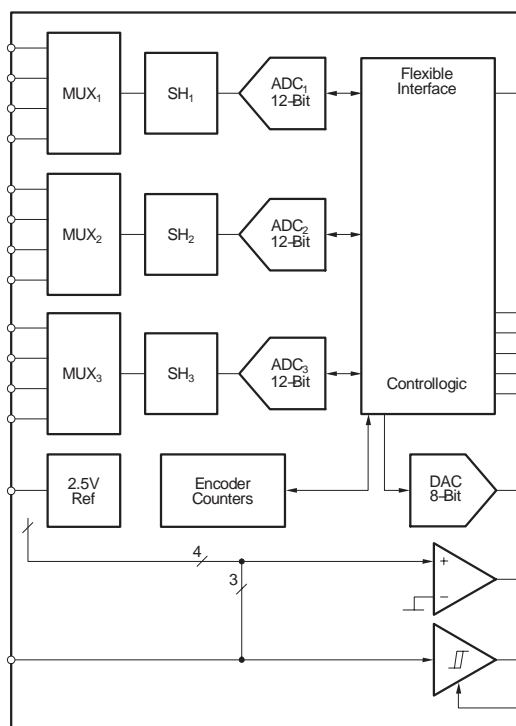 MUX₁
SH₁
ADC₁
12-Bit
Flexible
Interface
MUX₂
SH₂
ADC₂
12-Bit
MUX₃
SH₃
ADC₃
12-Bit
Controllogic
2.5V
Ref
Encoder
Counters
DAC
8-Bit
4
3
+
−